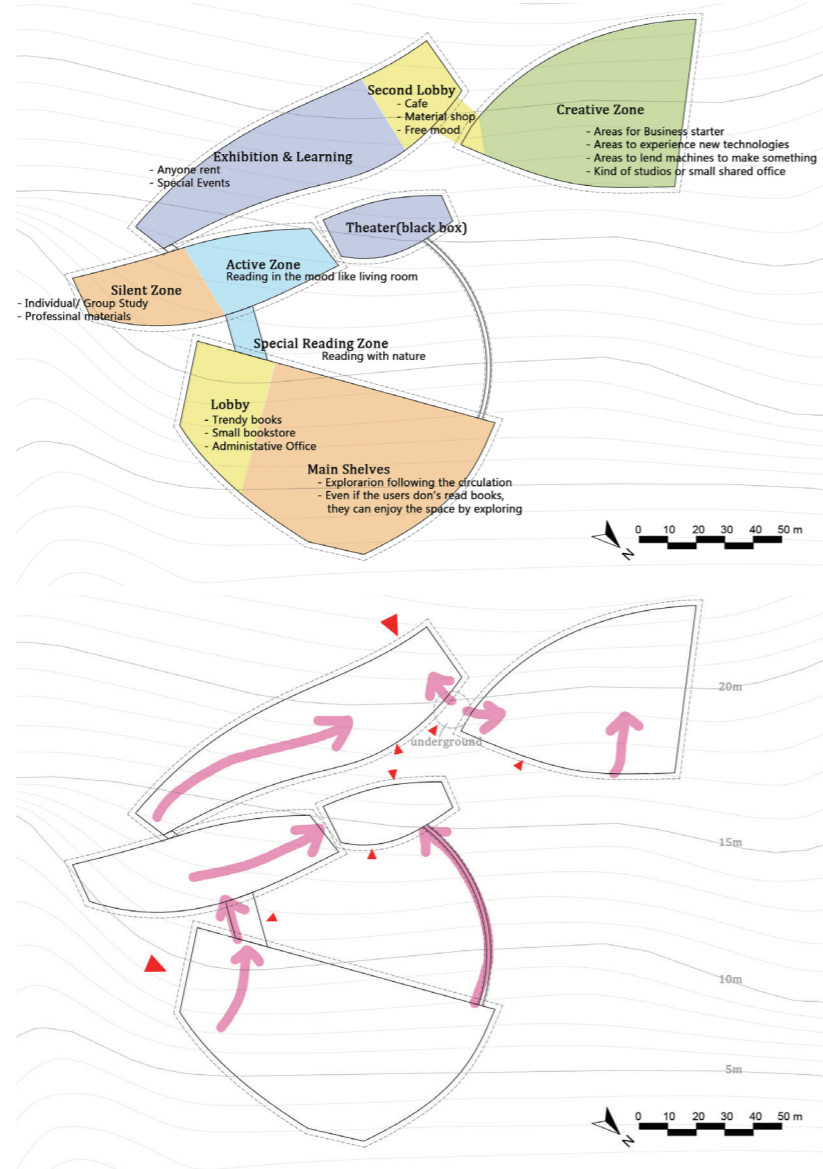 Second Lobby
- Cafe
- Material shop
- Free mood
Creative Zone
- Areas for Business starter
- Areas to experience new technologies
- Areas to lend machines to make something
- Kind of studios or small shared office
Exhibition & Learning
- Anyone rent
- Special Events
Theater(black box)
Active Zone
Reading in the mood like living room
Silent Zone
- Individual/ Group Study
- Professinal materials
Special Reading Zone
Reading with nature
Lobby
- Trendy books
- Small bookstore
- Administative Office
Main Shelves
- Explorarion following the circulation
- Even if the users don's read books,
they can enjoy the space by exploring
N
0 10 20 30 40 50 m
20m
underground
15m
10m
5m
N
0 10 20 30 40 50 m